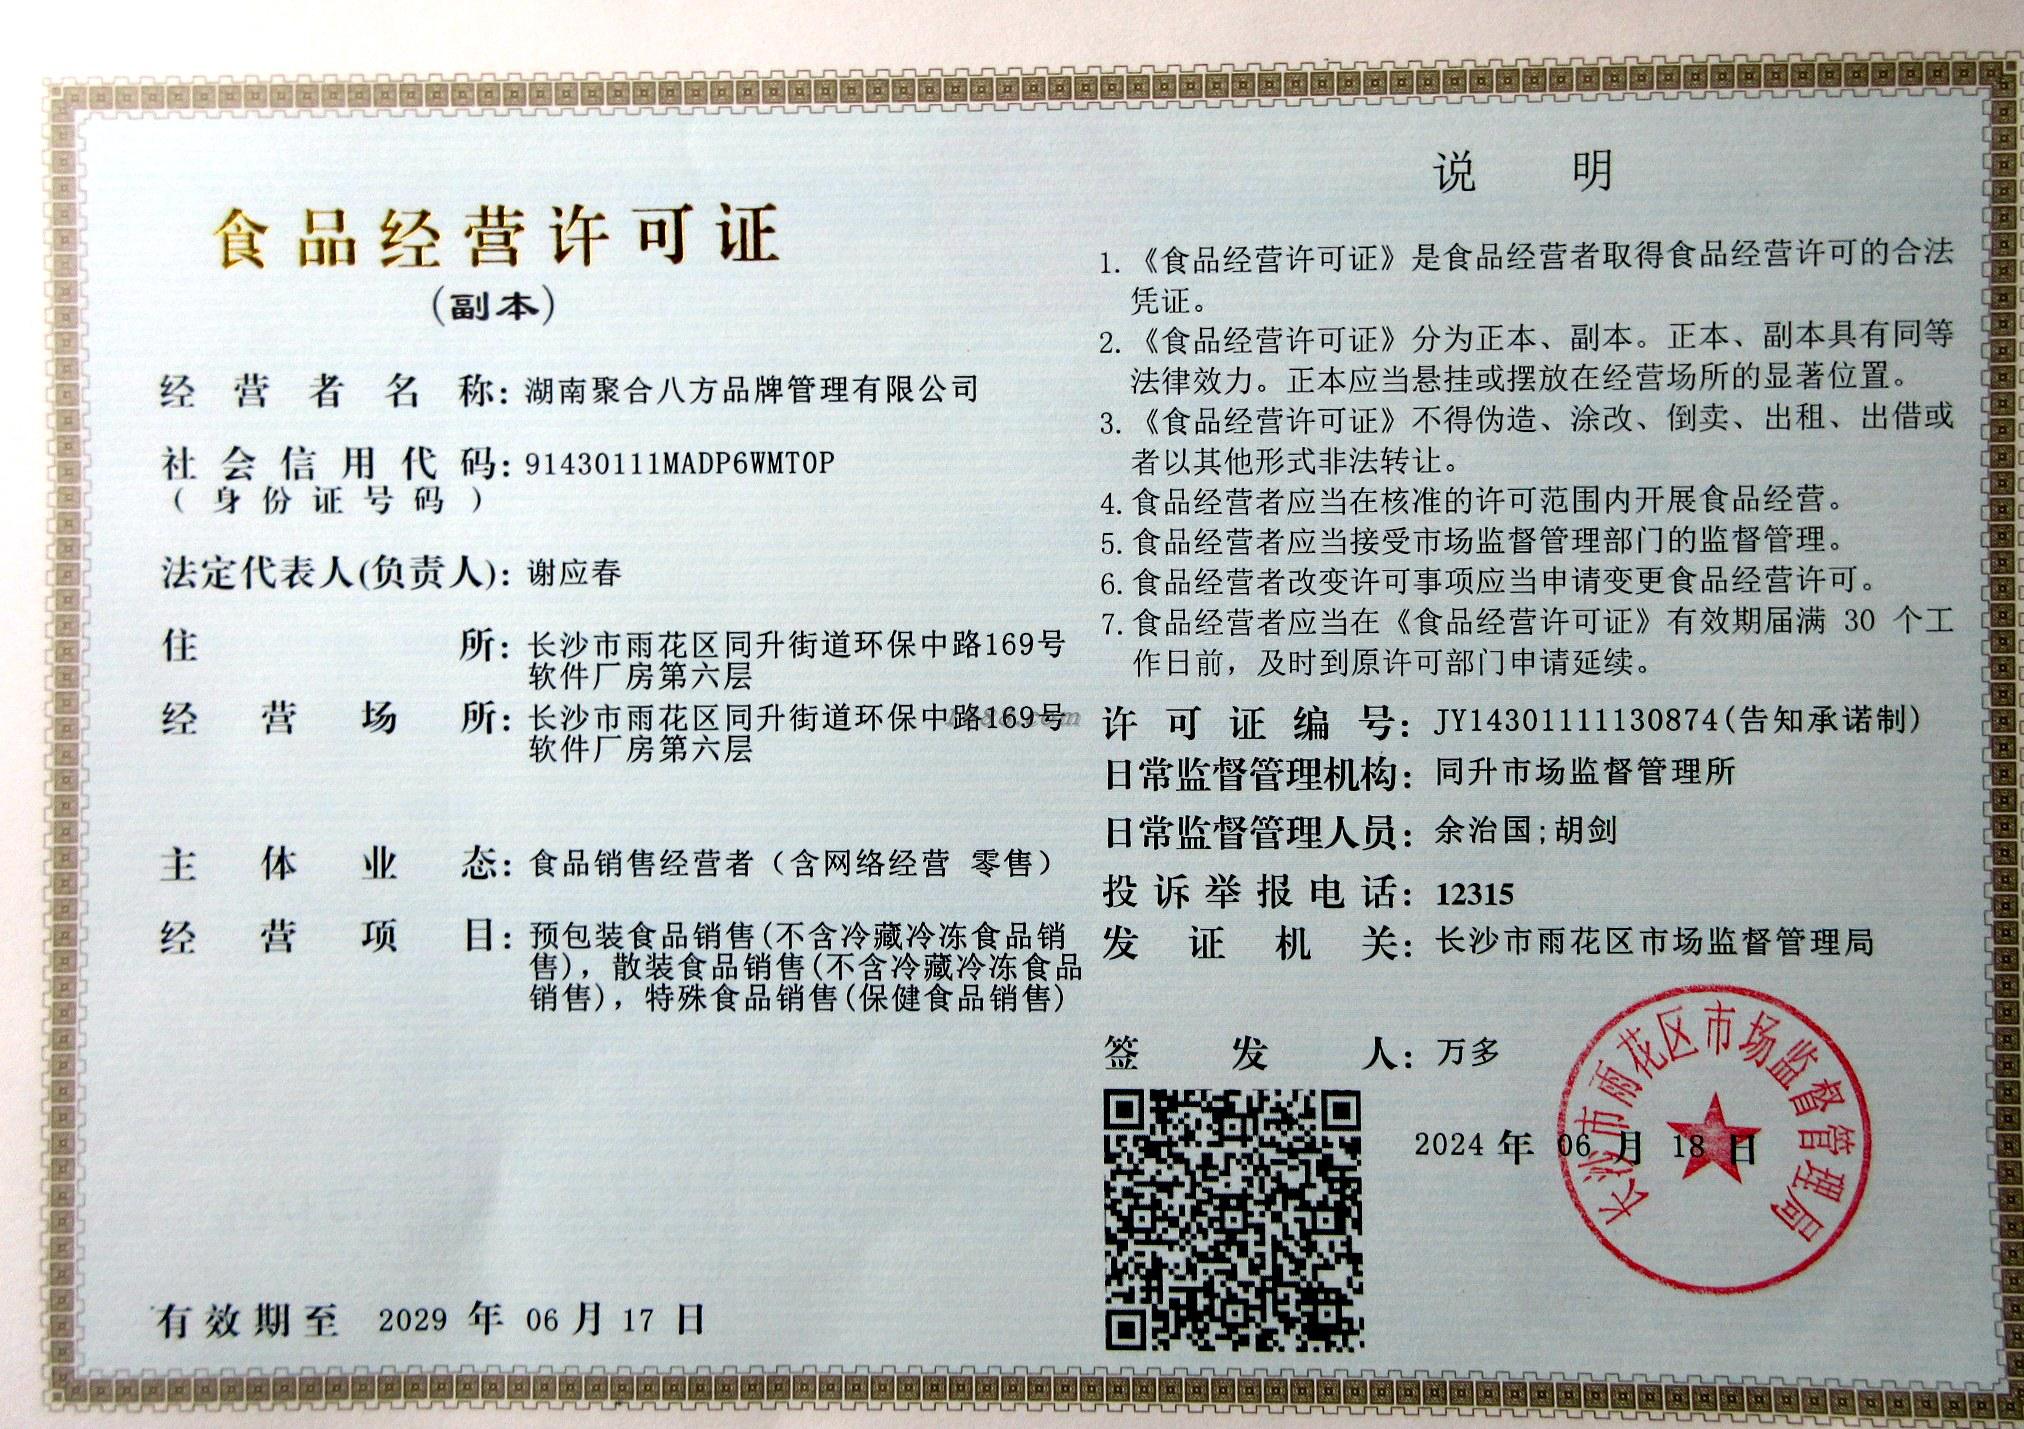 食品经营许可证
(副本)
经营者名称：湖南聚合八方品牌管理有限公司
社会信用代码：91430111MADP6WMT0P
(身份证号码)
法定代表人(负责人)：谢应春
住所：长沙市雨花区同升街道环保中路169号
软件厂房第六层
经营场所：长沙市雨花区同升街道环保中路169号
软件厂房第六层
主体业态：食品销售经营者（含网络经营 零售）
经营项目：预包装食品销售(不含冷藏冷冻食品销
售)，散装食品销售(不含冷藏冷冻食品
销售)，特殊食品销售(保健食品销售)
有效期至 2029 年 06 月 17 日
说明
1.《食品经营许可证》是食品经营者取得食品经营许可的合法
凭证。
2.《食品经营许可证》分为正本、副本。正本、副本具有同等
法律效力。正本应当悬挂或摆放在经营场所的显著位置。
3.《食品经营许可证》不得伪造、涂改、倒卖、出租、出借或
者以其他形式非法转让。
4. 食品经营者应当在核准的许可范围内开展食品经营。
5. 食品经营者应当接受市场监督管理部门的监督管理。
6. 食品经营者改变许可事项应当申请变更食品经营许可。
7. 食品经营者应当在《食品经营许可证》有效期届满 30 个工
作日前，及时到原许可部门申请延续。
许可证编号：JY14301111130874(告知承诺制)
日常监督管理机构：同升市场监督管理所
日常监督管理人员：余治国;胡剑
投诉举报电话：12315
发证机关：长沙市雨花区市场监督管理局
签发人：万多
2024 年 06 月 18 日
长沙市雨花区市场监督管理局